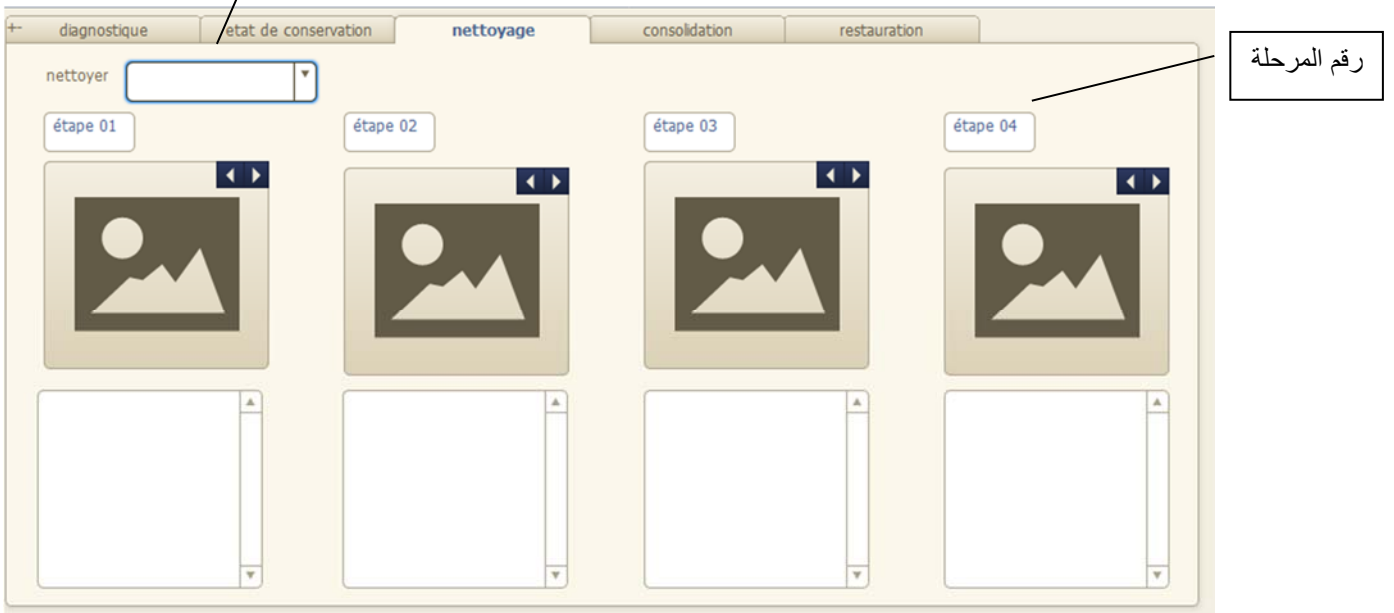 diagnostique
etat de conservation
nettoyage
consolidation
restauration
رقم المرحلة
nettoyer
étape 01
étape 02
étape 03
étape 04